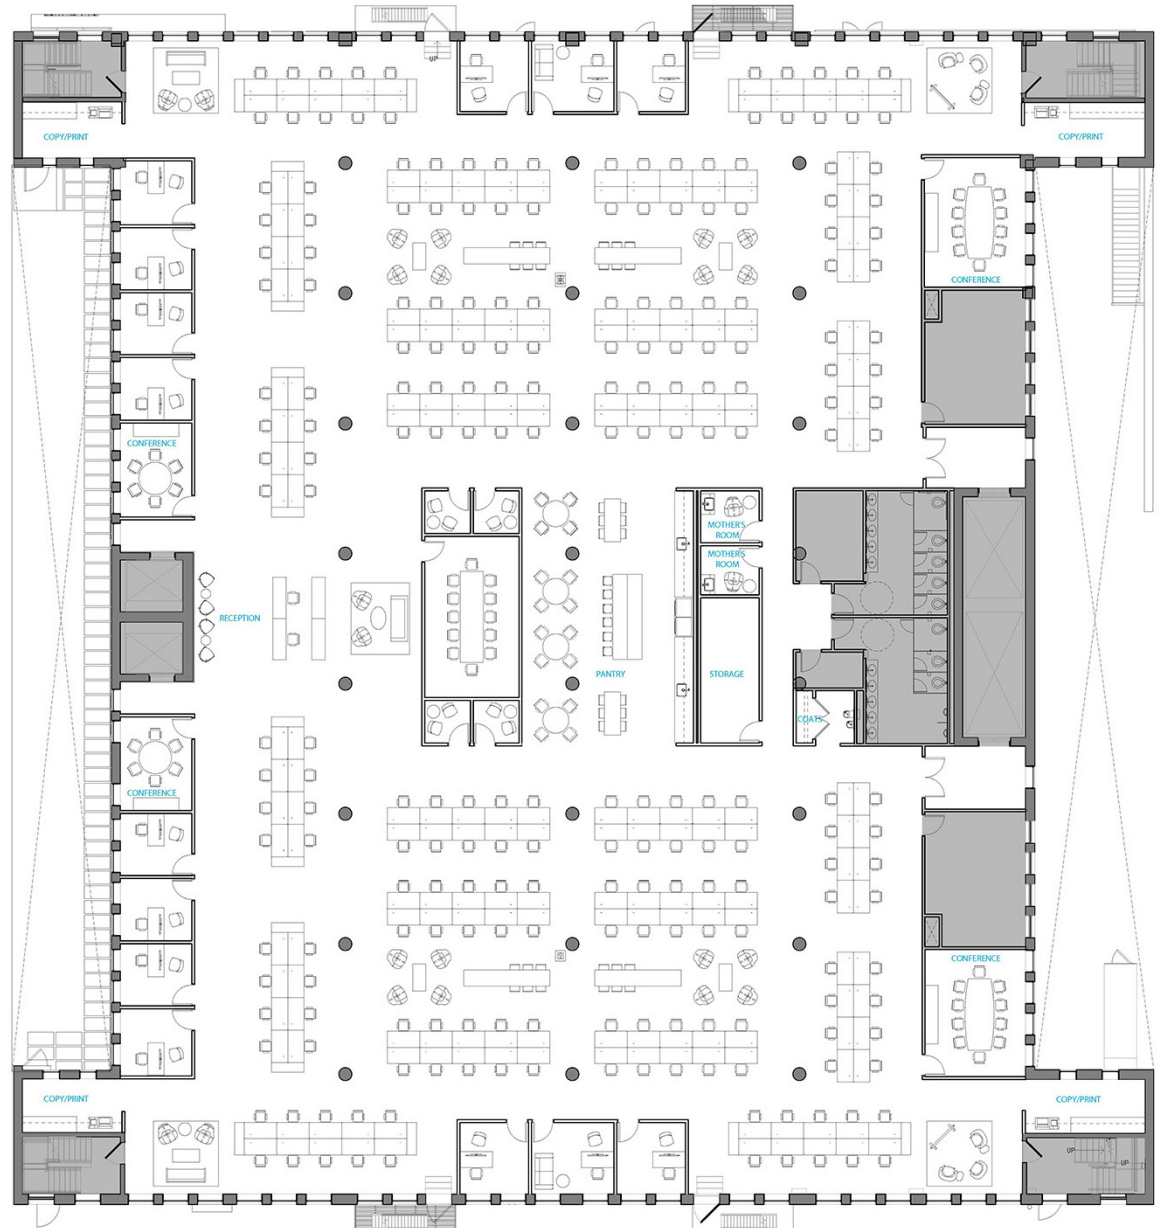 UP
COPY/PRINT
COPY/PRINT
CONFERENCE
CONFERENCE
MOTHER'S
ROOM
MOTHER'S
ROOM
RECEPTION
PANTRY
STORAGE
COATS
CONFERENCE
CONFERENCE
COPY/PRINT
COPY/PRINT
UP
UP